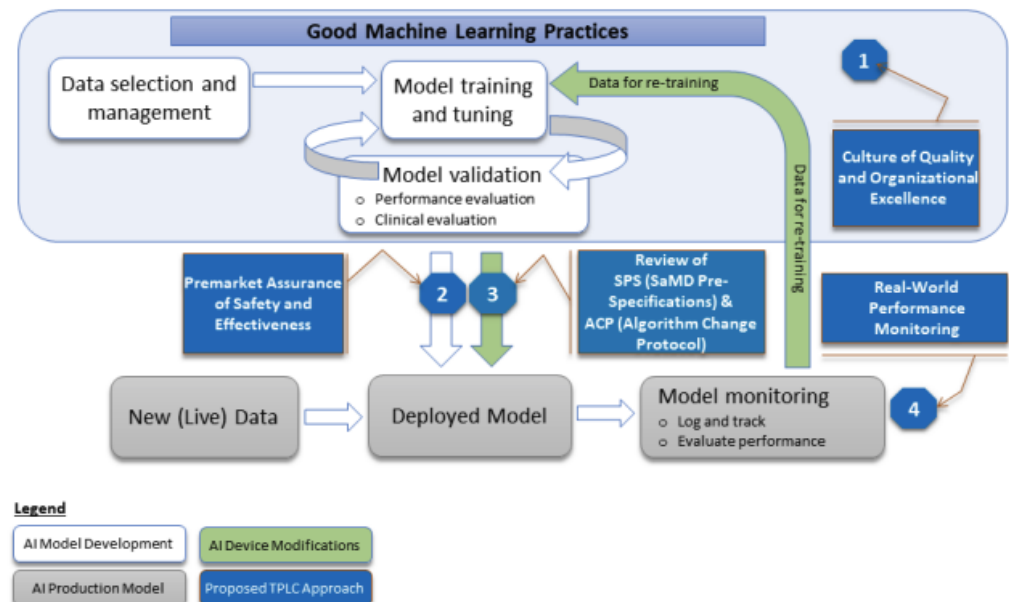 Good Machine Learning Practices
1
Data selection and
management
Model training
and tuning
Data for re-training
Data for re-training
Culture of Quality
and Organizational
Excellence
Model validation
o Performance evaluation
o Clinical evaluation
Premarket Assurance
of Safety and
Effectiveness
2
3
Review of
SPS (SaMD Pre-
Specifications) &
ACP (Algorithm Change
Protocol)
Real-World
Performance
Monitoring
New (Live) Data
Deployed Model
Model monitoring
o Log and track
o Evaluate performance
4
Legend
AI Model Development
AI Device Modifications
AI Production Model
Proposed TPLC Approach